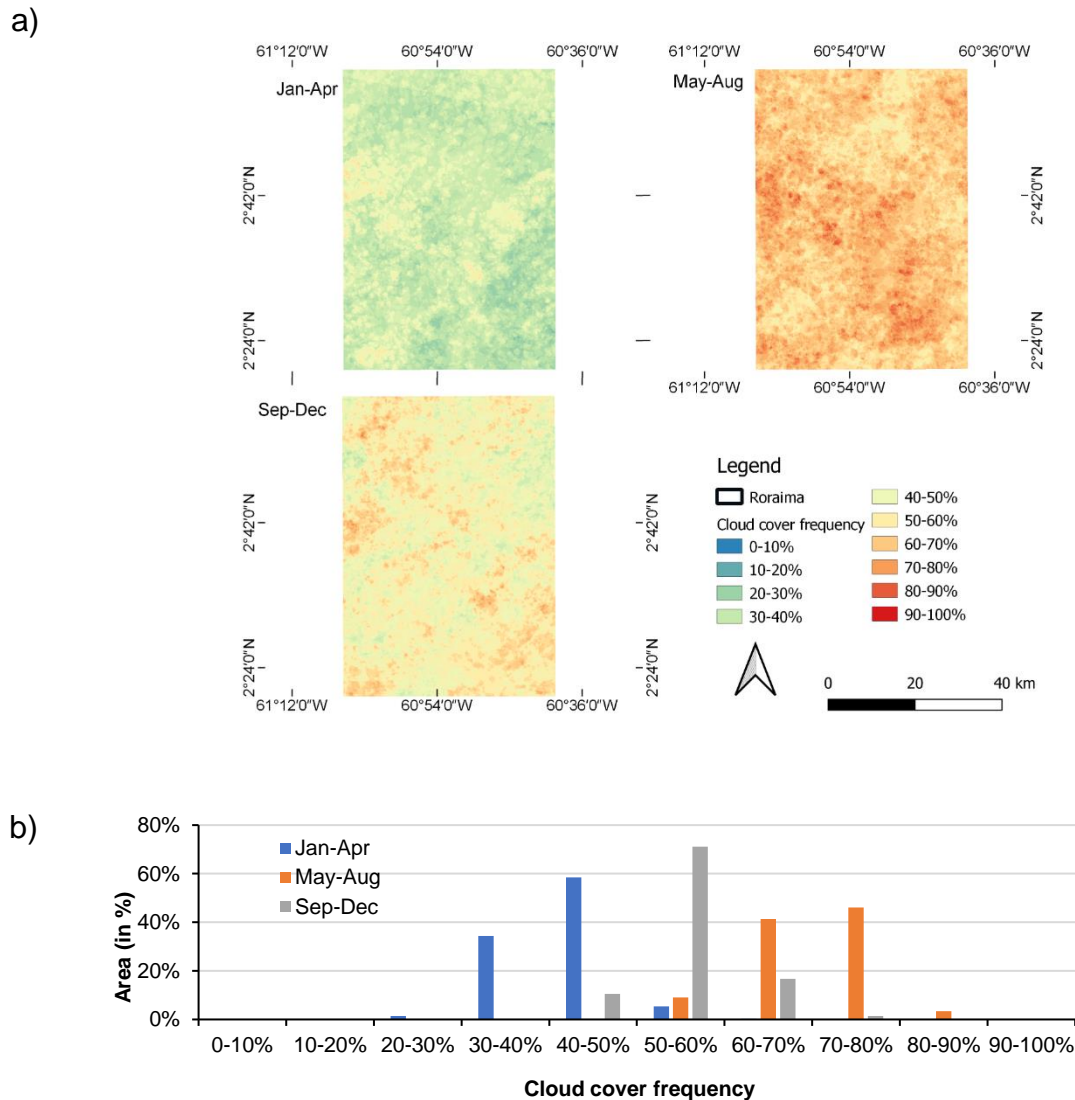 a)
61°12'0"W 60°54'0"W 60°36'0"W 61°12'0"W 60°54'0"W 60°36'0"W
Jan-Apr
May-Aug
2°42'0"N
2°42'0"N
2°24'0"N
2°24'0"N
61°12'0"W 60°54'0"W 60°36'0"W
Sep-Dec
2°42'0"N
2°42'0"N
2°24'0"N
2°24'0"N
61°12'0"W 60°54'0"W 60°36'0"W
Legend
Roraima
Cloud cover frequency
0-10%
10-20%
20-30%
30-40%
40-50%
50-60%
60-70%
70-80%
80-90%
90-100%
0 20 40 km
b)
80%
60%
40%
20%
0%
Area (in %)
Jan-Apr
May-Aug
Sep-Dec
0-10% 10-20% 20-30% 30-40% 40-50% 50-60% 60-70% 70-80% 80-90% 90-100%
Cloud cover frequency